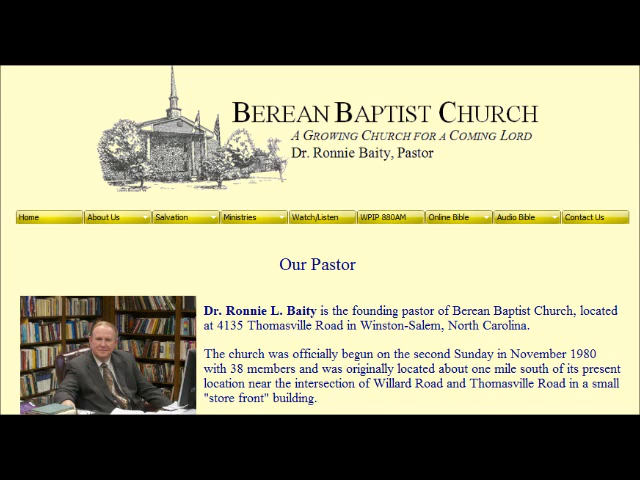 BEREAN BAPTIST CHURCH
A GROWING CHURCH FOR A COMING LORD
Dr. Ronnie Baity, Pastor
Home About Us Salvation Ministries Watch/Listen WPIP 880AM Online Bible Audio Bible Contact Us
Our Pastor
Dr. Ronnie L. Baity is the founding pastor of Berean Baptist Church, located
at 4135 Thomasville Road in Winston-Salem, North Carolina.
The church was officially begun on the second Sunday in November 1980
with 38 members and was originally located about one mile south of its present
location near the intersection of Willard Road and Thomasville Road in a small
"store front" building.